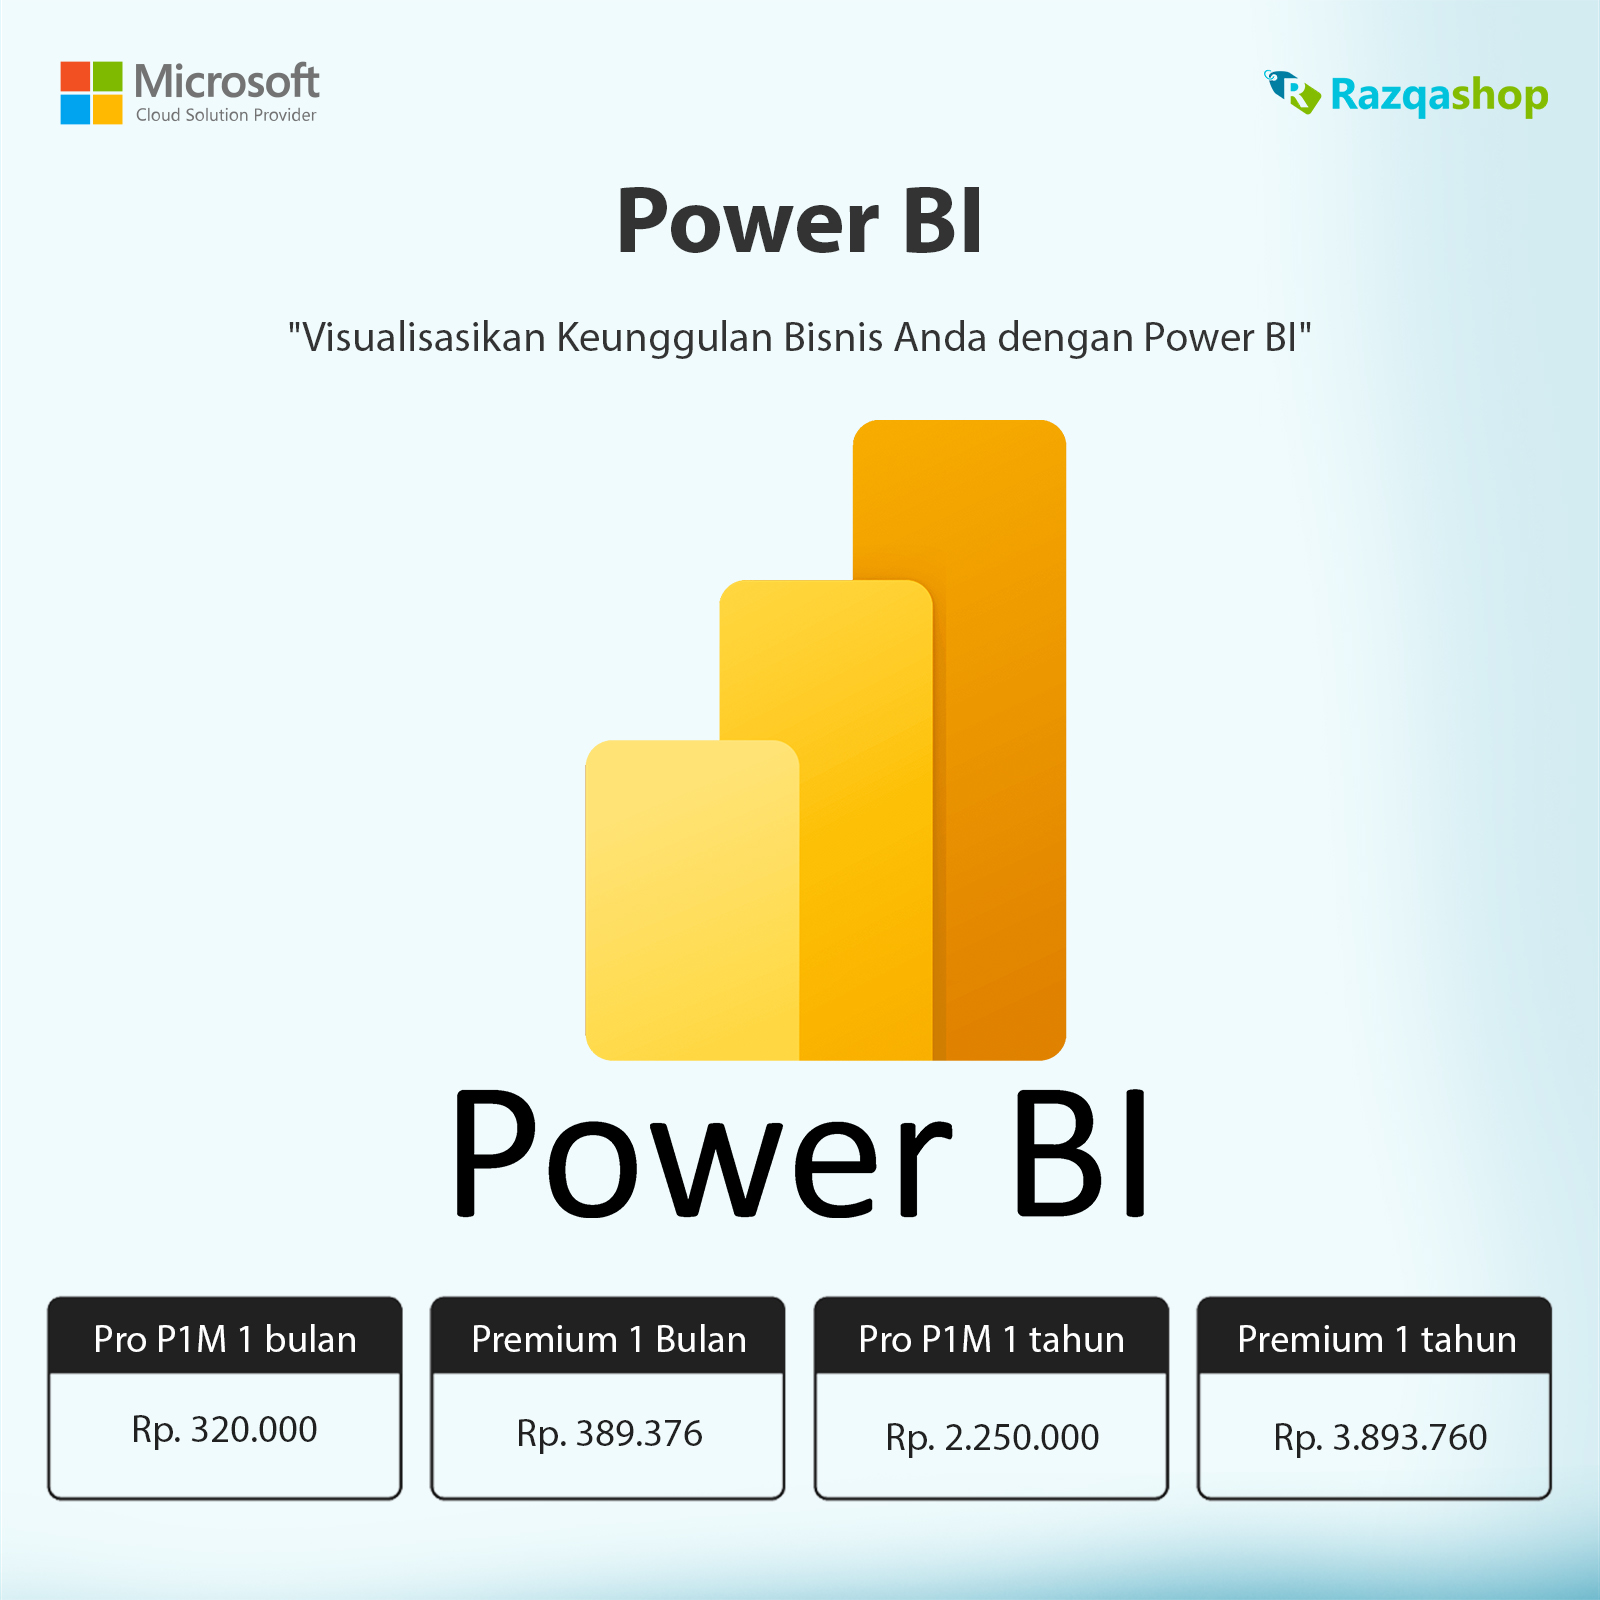 Microsoft
Cloud Solution Provider
R Razqashop
Power BI
"Visualisasikan Keunggulan Bisnis Anda dengan Power BI"
Power BI
Pro P1M 1 bulan
Rp. 320.000
Premium 1 Bulan
Rp. 389.376
Pro P1M 1 tahun
Rp. 2.250.000
Premium 1 tahun
Rp. 3.893.760